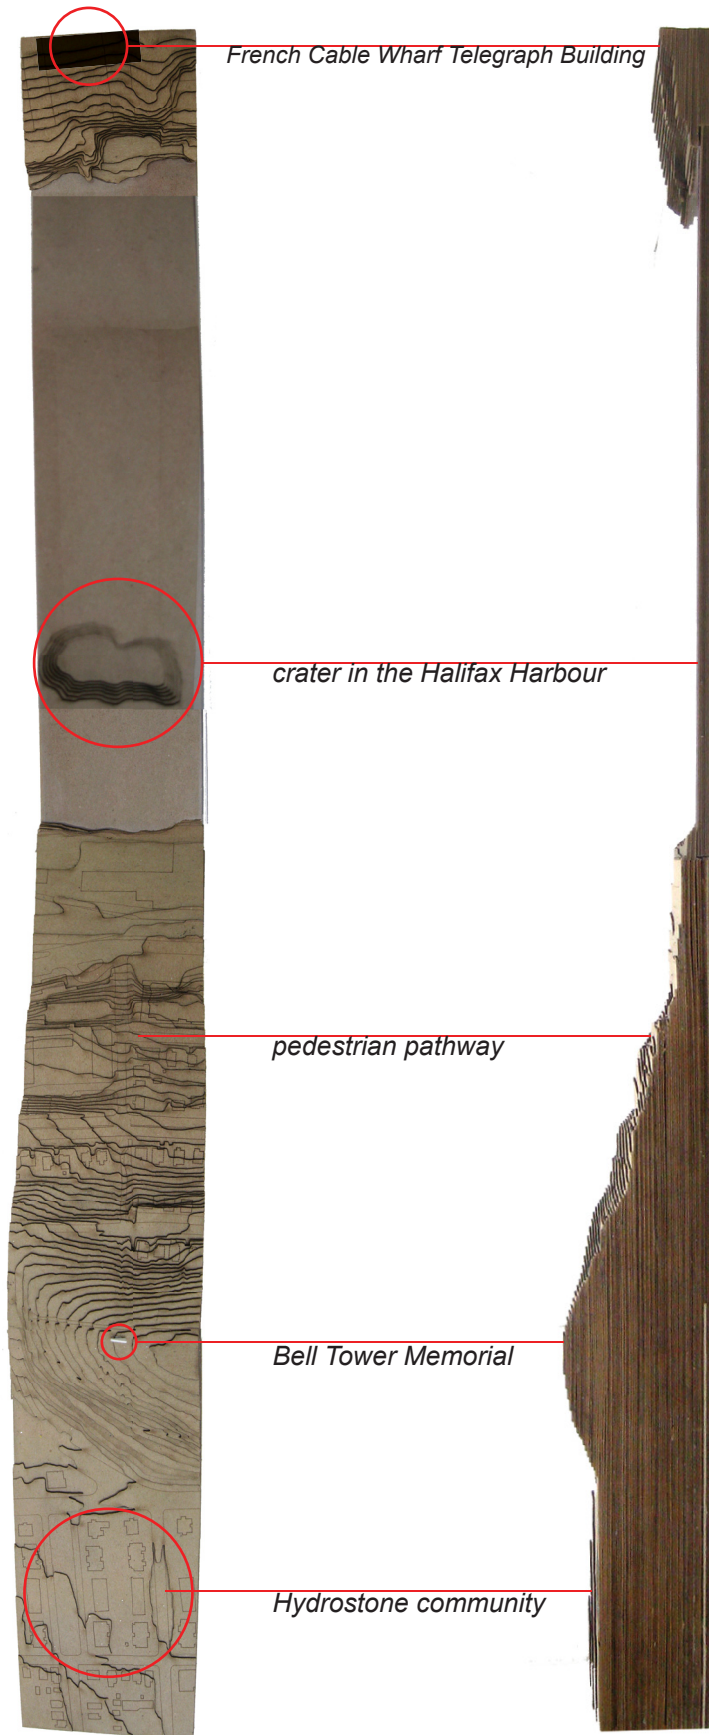 French Cable Wharf Telegraph Building
crater in the Halifax Harbour
pedestrian pathway
Bell Tower Memorial
Hydrostone community